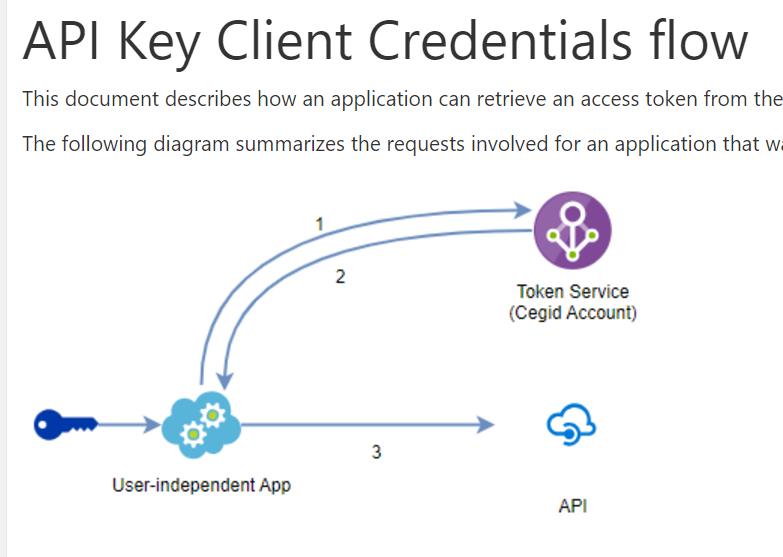 API Key Client Credentials flow
This document describes how an application can retrieve an access token from the
The following diagram summarizes the requests involved for an application that
1
2
Token Service
(Cegid Account)
3
User-independent App
API